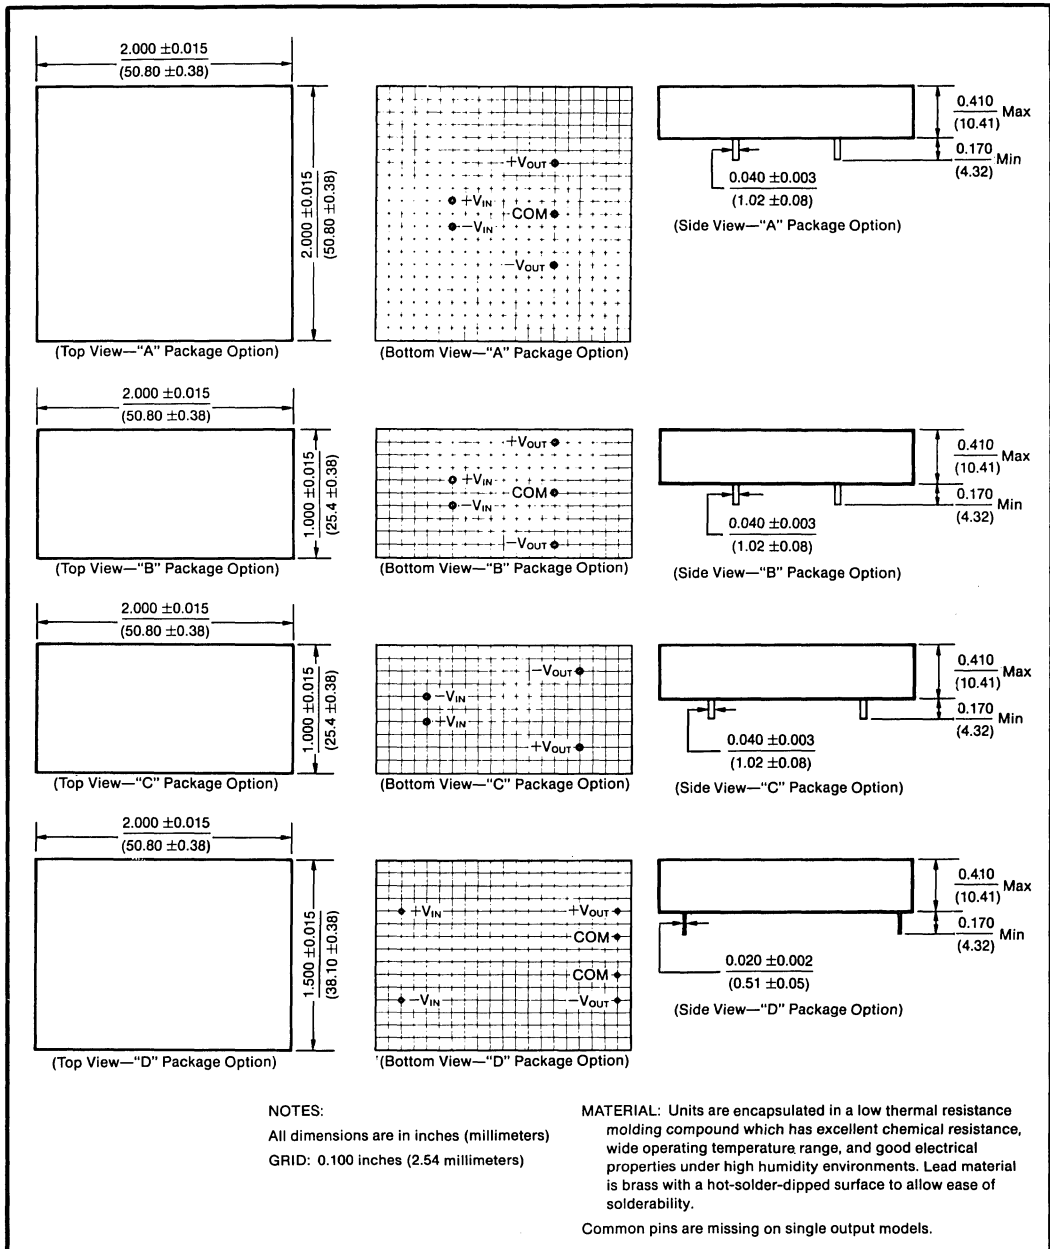 2.000 ±0.015
(50.80 ±0.38)
2.000 ±0.015
(50.80 ±0.38)
(Top View—"A" Package Option)
+VOUT
+VIN
COM
−VIN
−VOUT
(Bottom View—"A" Package Option)
0.410
(10.41)
Max
0.170
(4.32)
Min
0.040 ±0.003
(1.02 ±0.08)
(Side View—"A" Package Option)
2.000 ±0.015
(50.80 ±0.38)
1.000 ±0.015
(25.4 ±0.38)
(Top View—"B" Package Option)
+VOUT
+VIN
COM
−VIN
−VOUT
(Bottom View—"B" Package Option)
0.410
(10.41)
Max
0.170
(4.32)
Min
0.040 ±0.003
(1.02 ±0.08)
(Side View—"B" Package Option)
2.000 ±0.015
(50.80 ±0.38)
1.000 ±0.015
(25.4 ±0.38)
(Top View—"C" Package Option)
−VOUT
−VIN
+VIN
+VOUT
(Bottom View—"C" Package Option)
0.410
(10.41)
Max
0.170
(4.32)
Min
0.040 ±0.003
(1.02 ±0.08)
(Side View—"C" Package Option)
2.000 ±0.015
(50.80 ±0.38)
1.500 ±0.015
(38.10 ±0.38)
(Top View—"D" Package Option)
+VIN
+VOUT
COM
COM
−VIN
−VOUT
(Bottom View—"D" Package Option)
0.410
(10.41)
Max
0.170
(4.32)
Min
0.020 ±0.002
(0.51 ±0.05)
(Side View—"D" Package Option)
NOTES:
All dimensions are in inches (millimeters)
GRID: 0.100 inches (2.54 millimeters)
MATERIAL: Units are encapsulated in a low thermal resistance
molding compound which has excellent chemical resistance,
wide operating temperature range, and good electrical
properties under high humidity environments. Lead material
is brass with a hot-solder-dipped surface to allow ease of
solderability.
Common pins are missing on single output models.